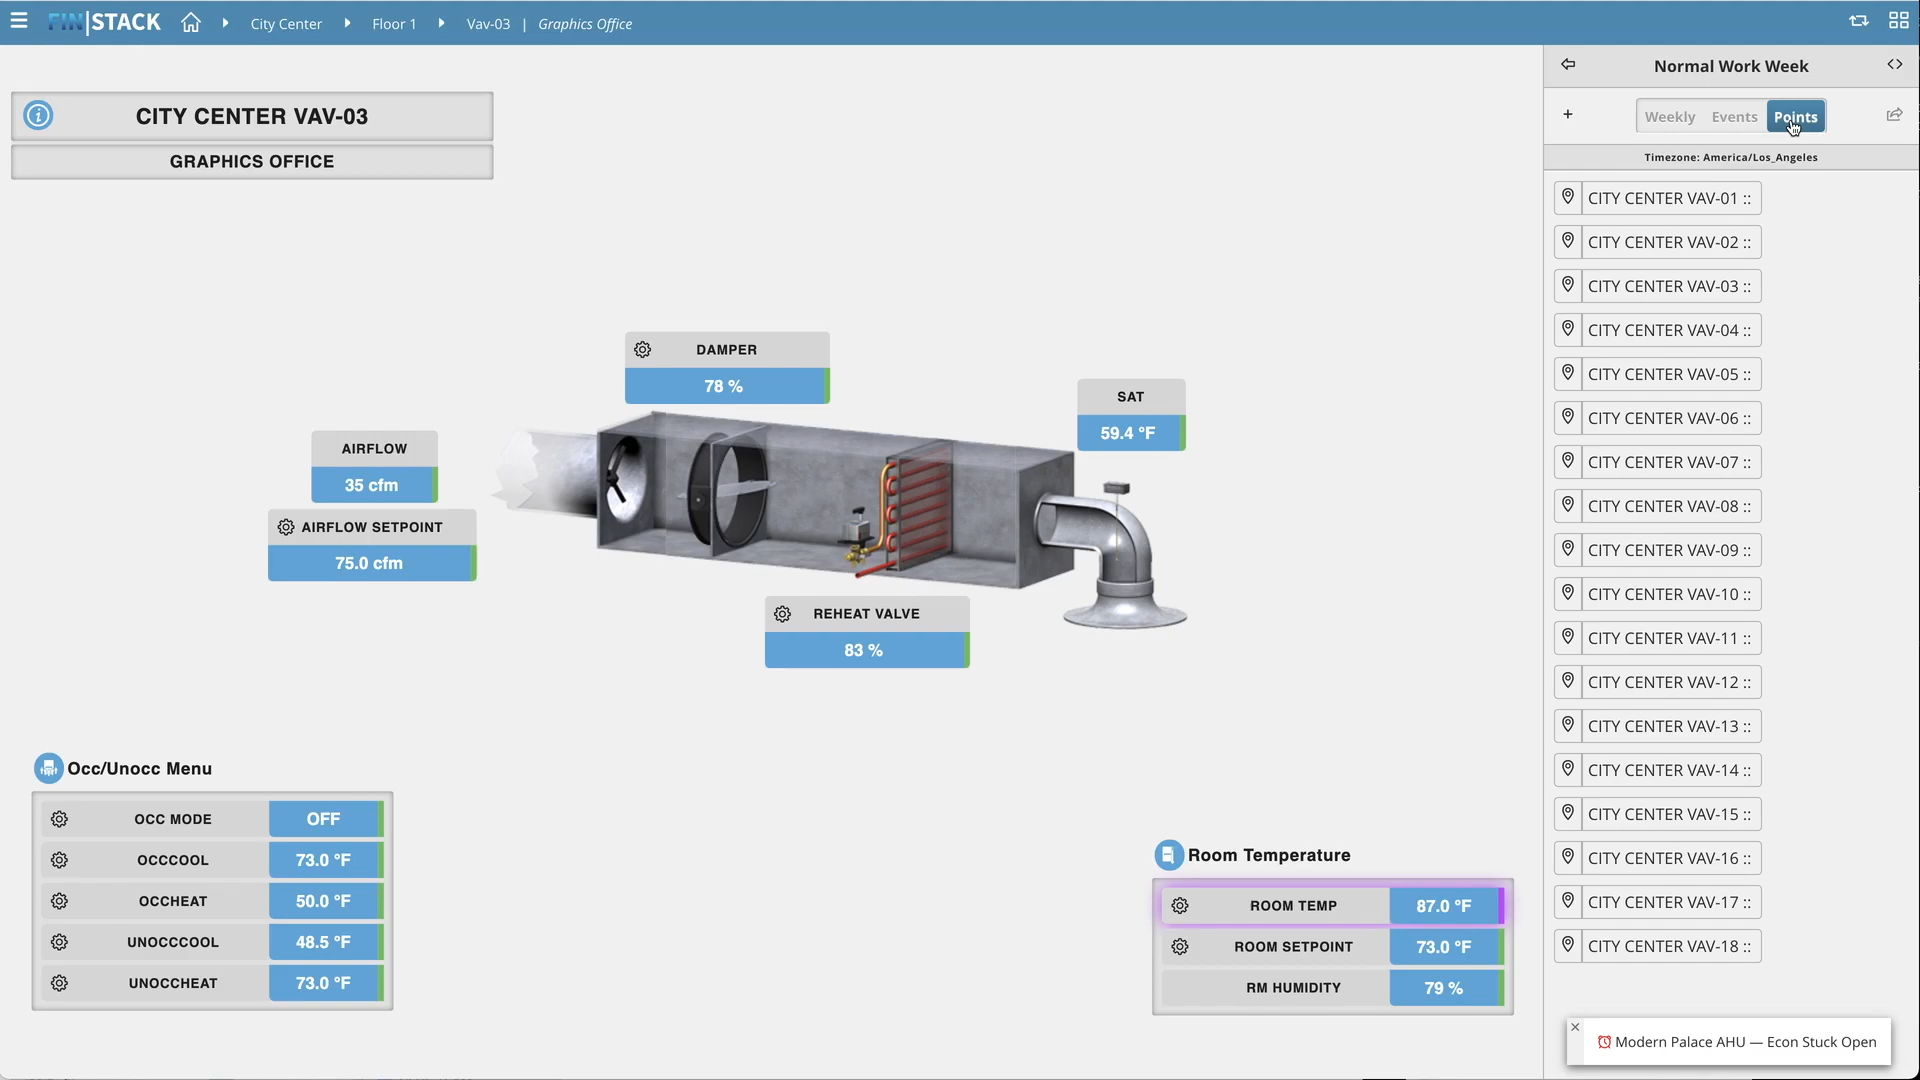 FIN|STACK
City Center
Floor 1
Vav-03 | Graphics Office
CITY CENTER VAV-03
GRAPHICS OFFICE
DAMPER
78 %
SAT
59.4 °F
AIRFLOW
35 cfm
AIRFLOW SETPOINT
75.0 cfm
REHEAT VALVE
83 %
Occ/Unocc Menu
OCC MODE OFF
OCCCOOL 73.0 °F
OCCHEAT 50.0 °F
UNOCCCOOL 48.5 °F
UNOCCHEAT 73.0 °F
Room Temperature
ROOM TEMP 87.0 °F
ROOM SETPOINT 73.0 °F
RM HUMIDITY 79 %
Normal Work Week
Weekly Events Points
Timezone: America/Los_Angeles
CITY CENTER VAV-01 ::
CITY CENTER VAV-02 ::
CITY CENTER VAV-03 ::
CITY CENTER VAV-04 ::
CITY CENTER VAV-05 ::
CITY CENTER VAV-06 ::
CITY CENTER VAV-07 ::
CITY CENTER VAV-08 ::
CITY CENTER VAV-09 ::
CITY CENTER VAV-10 ::
CITY CENTER VAV-11 ::
CITY CENTER VAV-12 ::
CITY CENTER VAV-13 ::
CITY CENTER VAV-14 ::
CITY CENTER VAV-15 ::
CITY CENTER VAV-16 ::
CITY CENTER VAV-17 ::
CITY CENTER VAV-18 ::
Modern Palace AHU — Econ Stuck Open